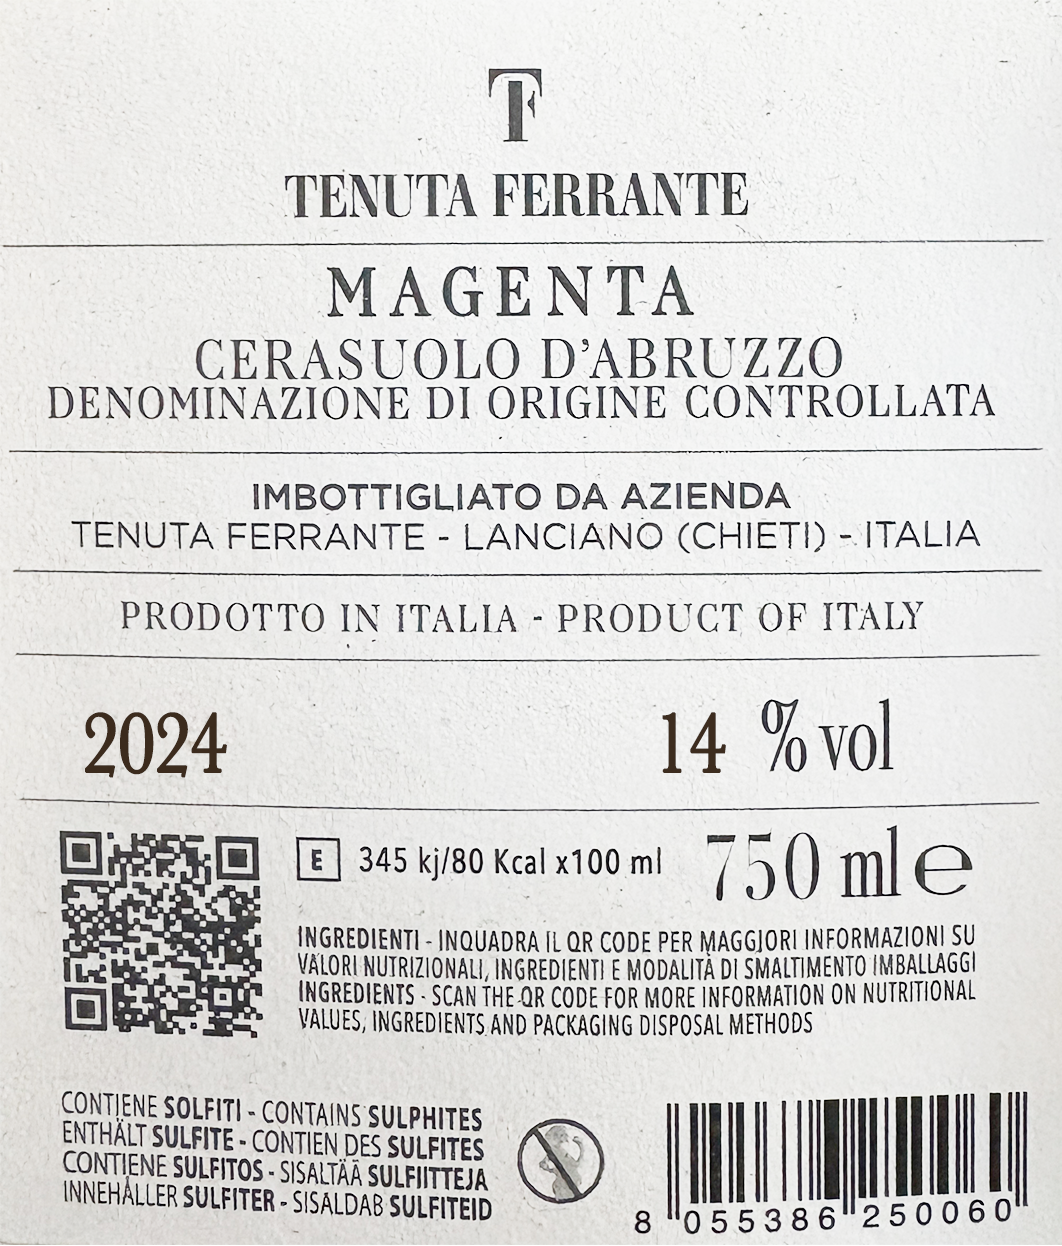 TF
TENUTA FERRANTE
MAGENTA
CERASUOLO D'ABRUZZO
DENOMINAZIONE DI ORIGINE CONTROLLATA
IMBOTTIGLIATO DA AZIENDA
TENUTA FERRANTE - LANCIANO (CHIETI) - ITALIA
PRODOTTO IN ITALIA - PRODUCT OF ITALY
2024 14 % vol
E 345 kj/80 Kcal x100 ml 750 ml e
INGREDIENTI - INQUADRA IL QR CODE PER MAGGIORI INFORMAZIONI SU
VALORI NUTRIZIONALI, INGREDIENTI E MODALITÀ DI SMALTIMENTO IMBALLAGGI
INGREDIENTS - SCAN THE QR CODE FOR MORE INFORMATION ON NUTRITIONAL
VALUES, INGREDIENTS AND PACKAGING DISPOSAL METHODS
CONTIENE SOLFITI - CONTAINS SULPHITES
ENTHÄLT SULFITE - CONTIEN DES SULFITES
CONTIENE SULFITOS - SISALTÄÄ SULFIITTEJA
INNEHÅLLER SULFITER - SISALDAB SULFITEID
8 055386 250060